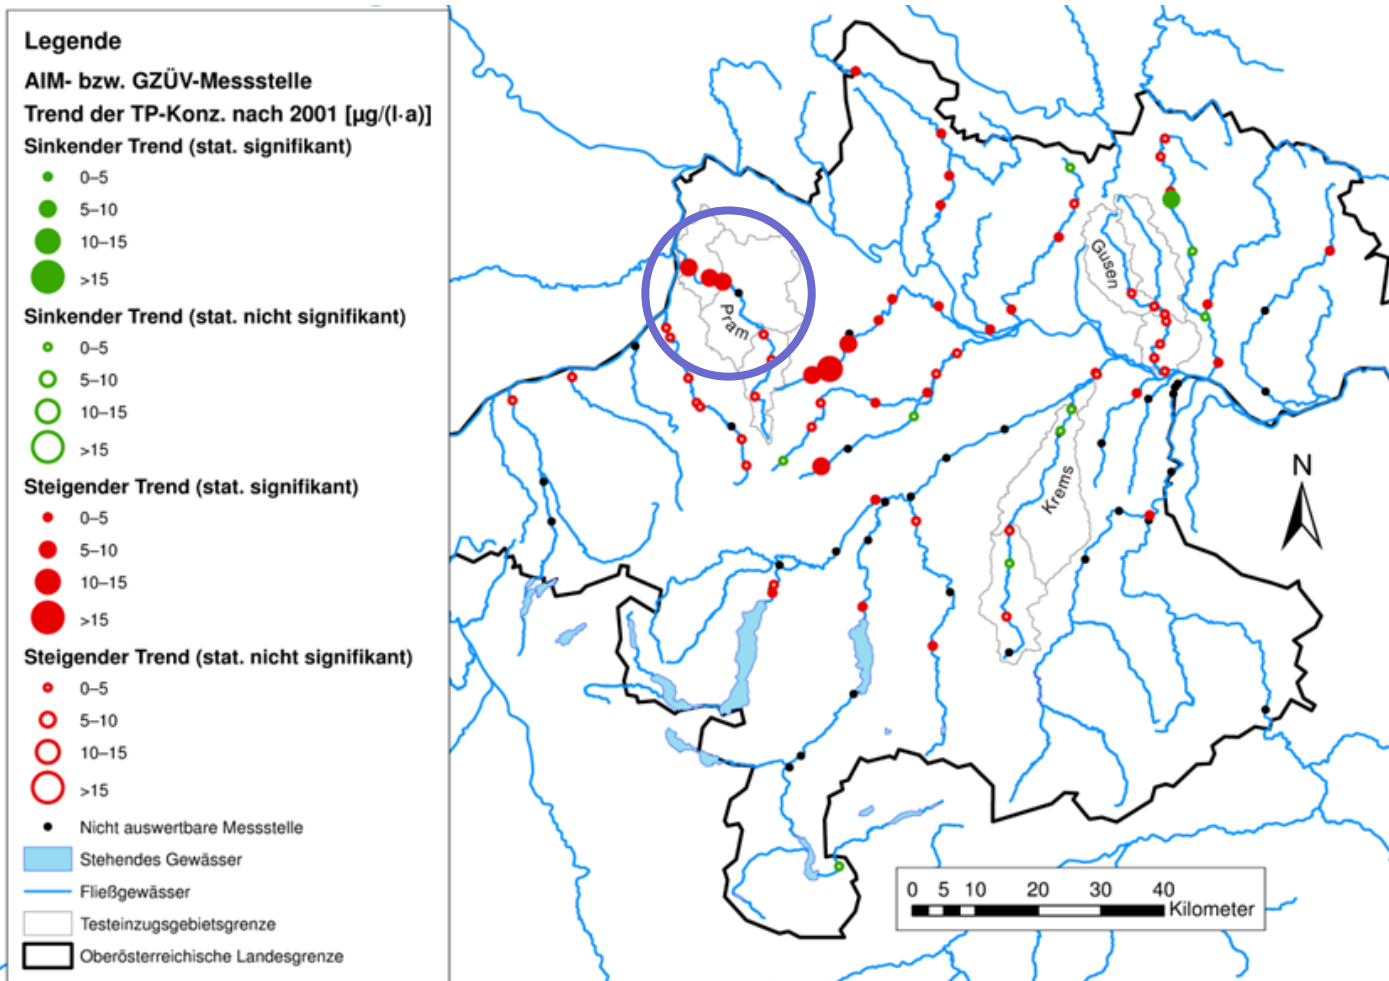 Legende
AIM- bzw. GZÜV-Messstelle
Trend der TP-Konz. nach 2001 [µg/(l·a)]
Sinkender Trend (stat. signifikant)
0–5
5–10
10–15
>15
Sinkender Trend (stat. nicht signifikant)
0–5
5–10
10–15
>15
Steigender Trend (stat. signifikant)
0–5
5–10
10–15
>15
Steigender Trend (stat. nicht signifikant)
0–5
5–10
10–15
>15
Nicht auswertbare Messstelle
Stehendes Gewässer
Fließgewässer
Testeinzugsgebietsgrenze
Oberösterreichische Landesgrenze
Pram
Gusen
Krems
N
0 5 10 20 30 40
Kilometer